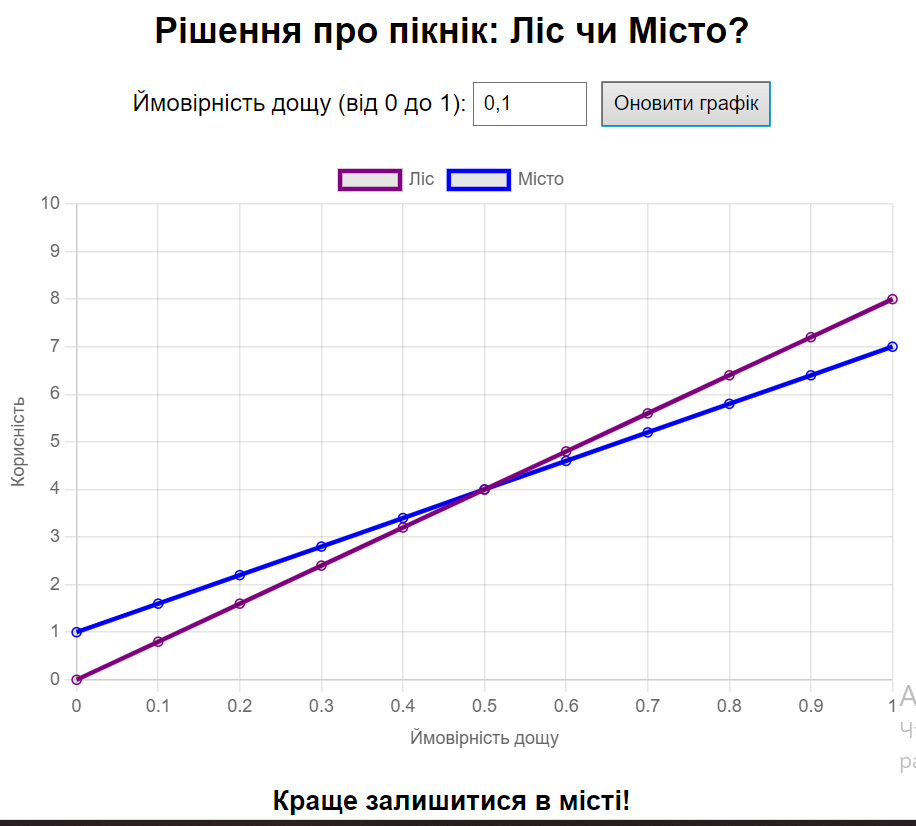 Рішення про пікнік: Ліс чи Місто?
Ймовірність дощу (від 0 до 1): 0,1 Оновити графік
Ліс Місто
10
9
8
7
6
5
4
3
2
1
0
Корисність
0 0.1 0.2 0.3 0.4 0.5 0.6 0.7 0.8 0.9 1
Ймовірність дощу
Краще залишитися в місті!